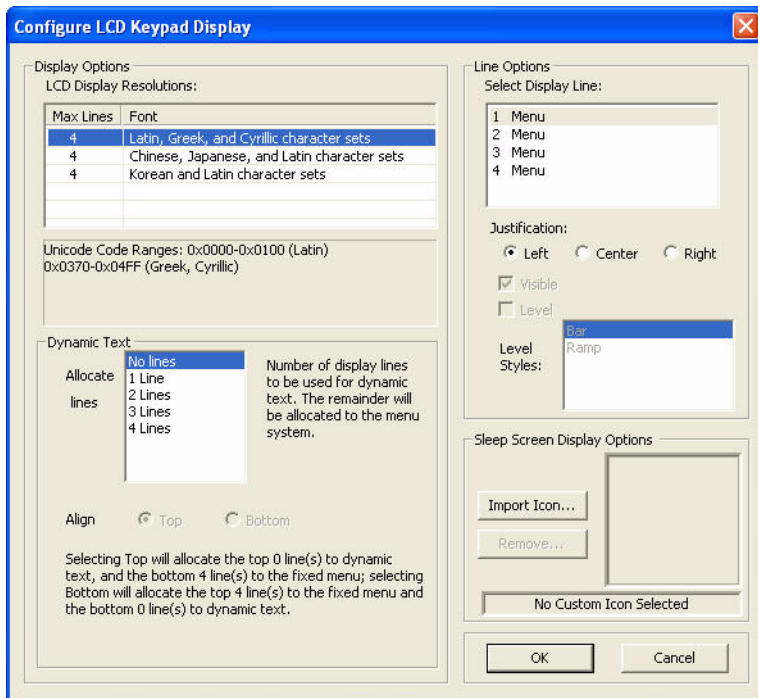 Configure LCD Keypad Display
Display Options
LCD Display Resolutions:
Max Lines Font
4 Latin, Greek, and Cyrillic character sets
4 Chinese, Japanese, and Latin character sets
4 Korean and Latin character sets
Unicode Code Ranges: 0x0000-0x0100 (Latin)
0x0370-0x04FF (Greek, Cyrillic)
Dynamic Text
Allocate
lines
No lines
1 Line
2 Lines
3 Lines
4 Lines
Number of display lines
to be used for dynamic
text. The remainder will
be allocated to the menu
system.
Align Top Bottom
Selecting Top will allocate the top 0 line(s) to dynamic
text, and the bottom 4 line(s) to the fixed menu; selecting
Bottom will allocate the top 4 line(s) to the fixed menu and
the bottom 0 line(s) to dynamic text.
Line Options
Select Display Line:
1 Menu
2 Menu
3 Menu
4 Menu
Justification:
Left Center Right
Visible
Level
Level
Styles:
Bar
Ramp
Sleep Screen Display Options
Import Icon...
Remove...
No Custom Icon Selected
OK Cancel